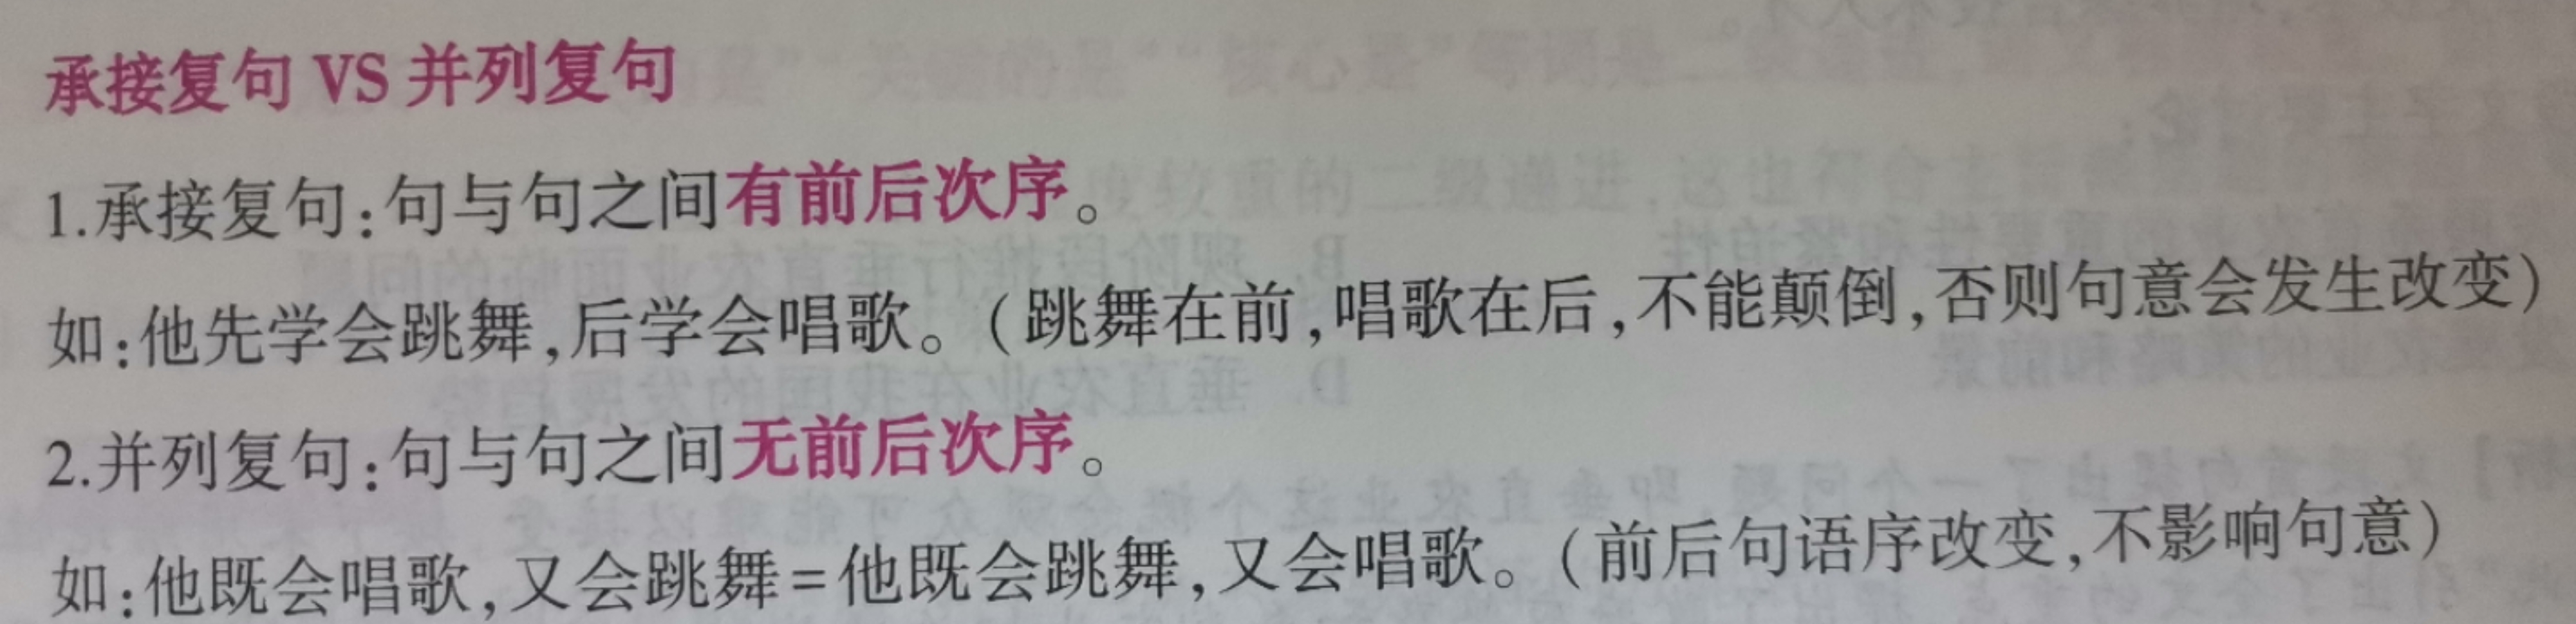 承接复句 VS 并列复句
1.承接复句：句与句之间有前后次序。
如：他先学会跳舞，后学会唱歌。（跳舞在前，唱歌在后，不能颠倒，否则句意会发生改变）
2.并列复句：句与句之间无前后次序。
如：他既会唱歌，又会跳舞=他既会跳舞，又会唱歌。（前后句语序改变，不影响句意）